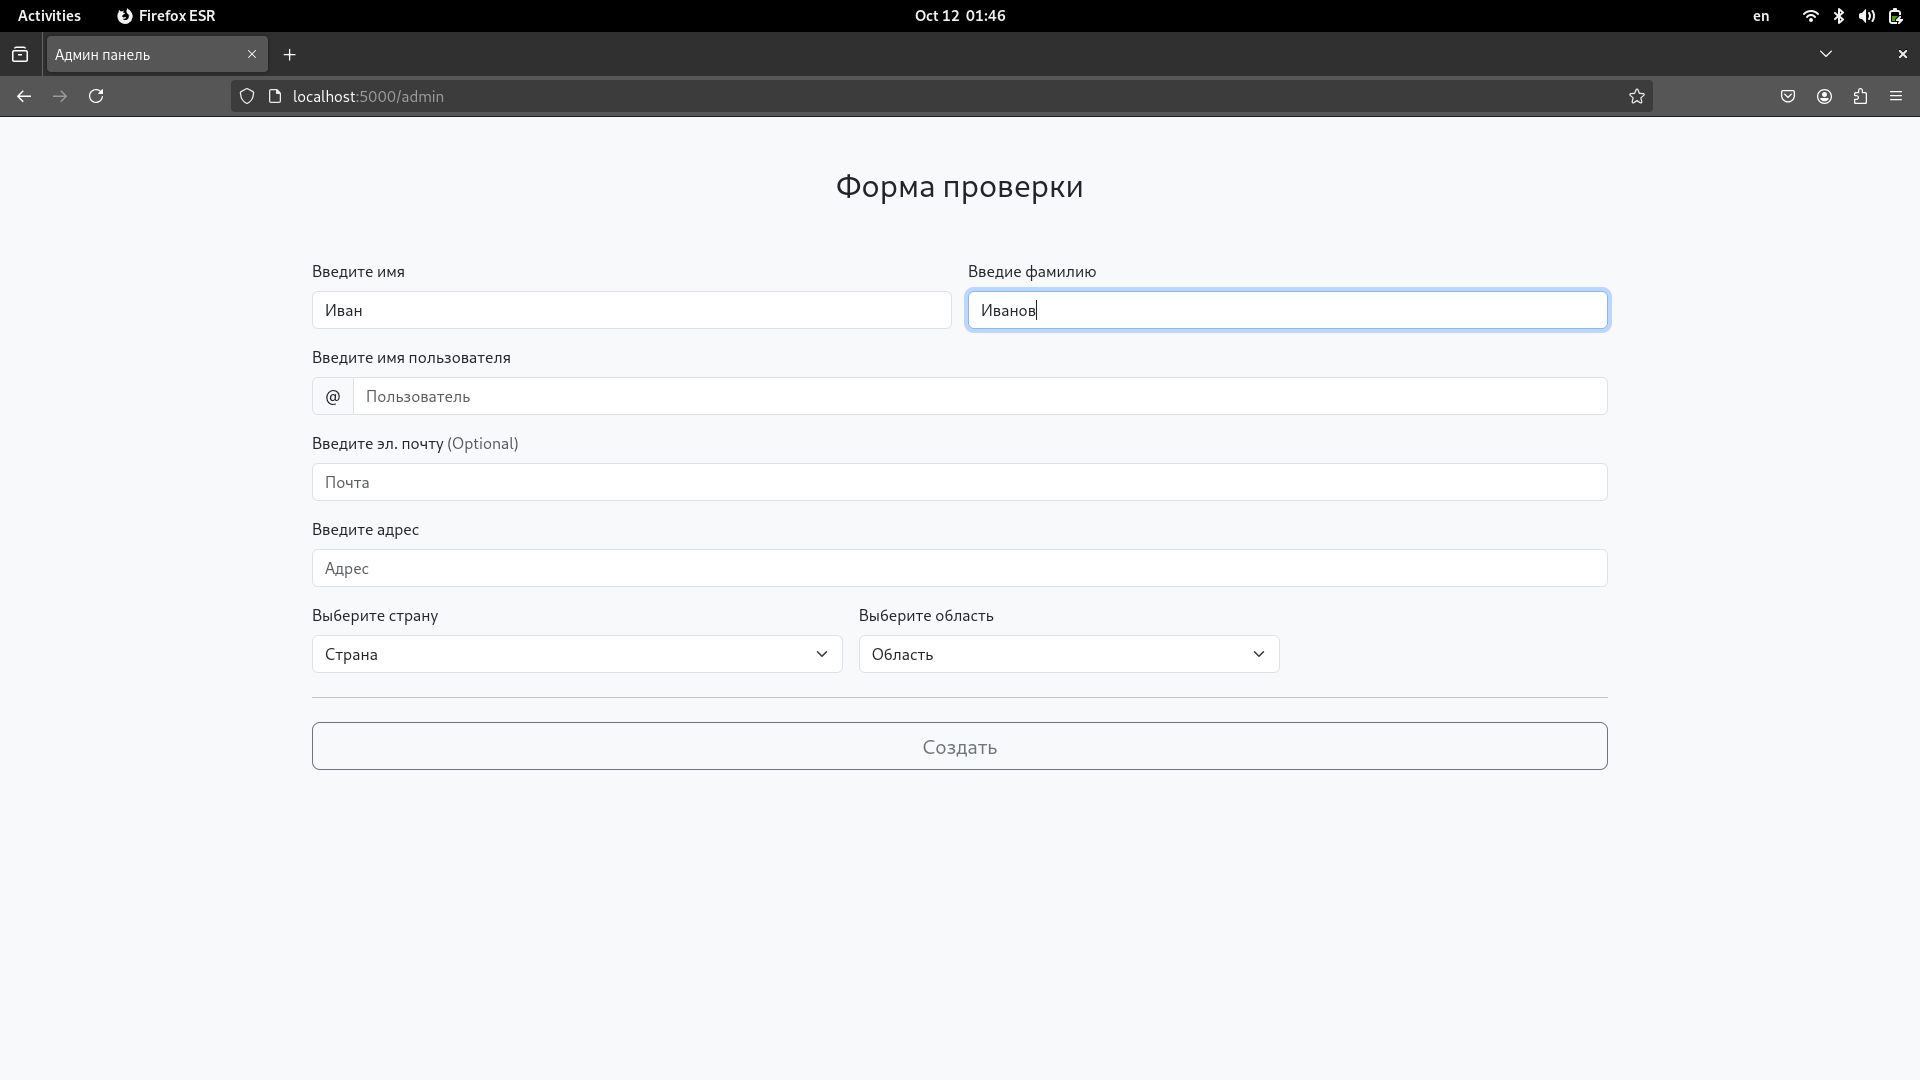 Activities Firefox ESR Oct 12 01:46 en
Админ панель
localhost:5000/admin
Форма проверки
Введите имя Введие фамилию
Иван Иванов
Введите имя пользователя
@ Пользователь
Введите эл. почту (Optional)
Почта
Введите адрес
Адрес
Выберите страну Выберите область
Страна Область
Создать